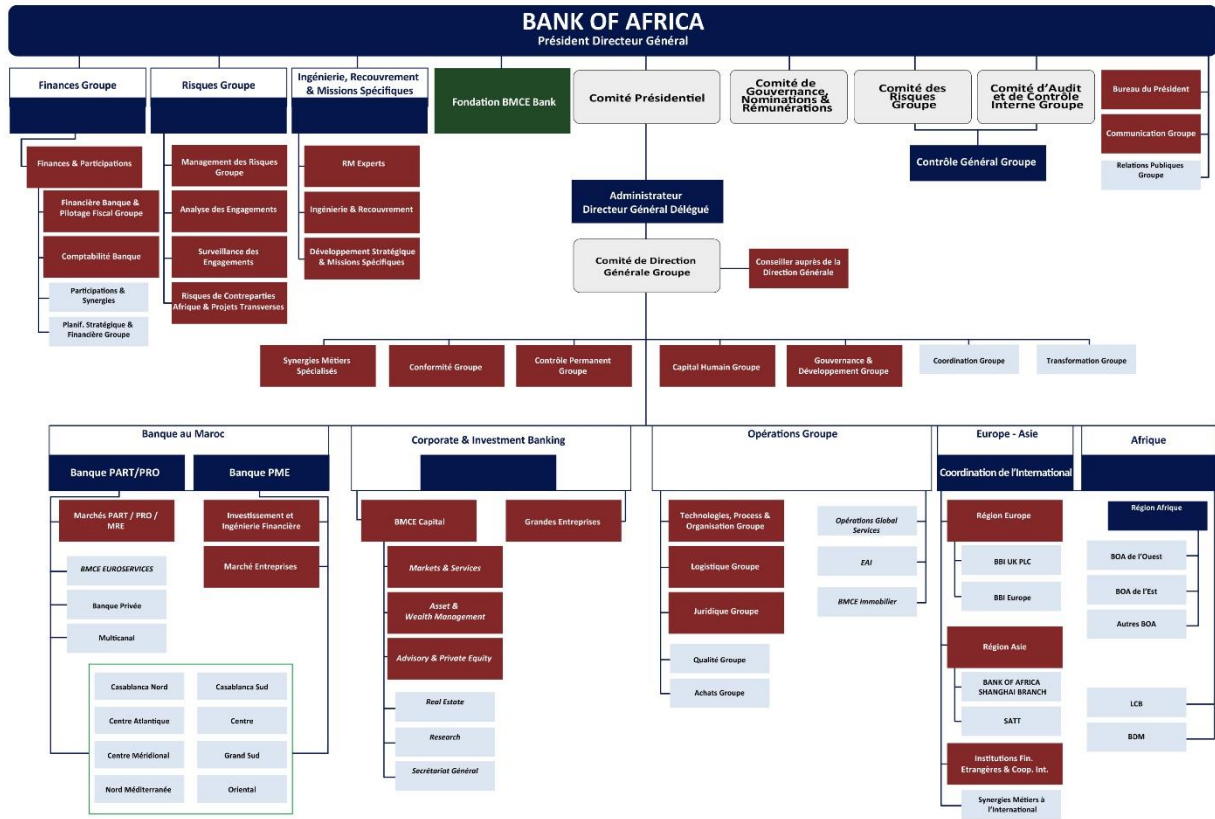 BANK OF AFRICA
Président Directeur Général
Finances Groupe
Risques Groupe
Ingénierie, Recouvrement
& Missions Spécifiques
Fondation BMCE Bank
Comité Présidentiel
Comité de
Gouvernance,
Nominations &
Rémunérations
Comité des
Risques
Groupe
Comité d'Audit
et de Contrôle
Interne Groupe
Bureau du Président
Communication Groupe
Relations Publiques
Groupe
Contrôle Général Groupe
Finances & Participations
Financière Banque &
Pilotage Fiscal Groupe
Comptabilité Banque
Participations &
Synergies
Planif. Stratégique &
Financière Groupe
Management des Risques
Groupe
Analyse des Engagements
Surveillance des
Engagements
Risques de Contreparties
Afrique & Projets Transverses
RM Experts
Ingénierie & Recouvrement
Développement Stratégique
& Missions Spécifiques
Administrateur
Directeur Général Délégué
Comité de Direction
Générale Groupe
Conseiller auprès de la
Direction Générale
Synergies Métiers
Spécialisés
Conformité Groupe
Contrôle Permanent
Groupe
Capital Humain Groupe
Gouvernance &
Développement Groupe
Coordination Groupe
Transformation Groupe
Banque au Maroc
Banque PART/PRO
Banque PME
Marchés PART / PRO /
MRE
BMCE EUROSERVICES
Banque Privée
Multicanal
Investissement et
Ingénierie Financière
Marché Entreprises
Casablanca Nord
Casablanca Sud
Centre Atlantique
Centre
Centre Méridional
Grand Sud
Nord Méditerranée
Oriental
Corporate & Investment Banking
BMCE Capital
Grandes Entreprises
Markets & Services
Asset &
Wealth Management
Advisory & Private Equity
Real Estate
Research
Secrétariat Général
Opérations Groupe
Technologies, Process &
Organisation Groupe
Logistique Groupe
Juridique Groupe
Qualité Groupe
Achats Groupe
Opérations Global
Services
EAI
BMCE Immobilier
Europe - Asie
Coordination de l'International
Région Europe
BBI UK PLC
BBI Europe
Région Asie
BANK OF AFRICA
SHANGHAI BRANCH
SATT
Institutions Fin.
Etrangères & Coop. Int.
Synergies Métiers à
l'International
Afrique
Région Afrique
BOA de l'Ouest
BOA de l'Est
Autres BOA
LCB
BDM